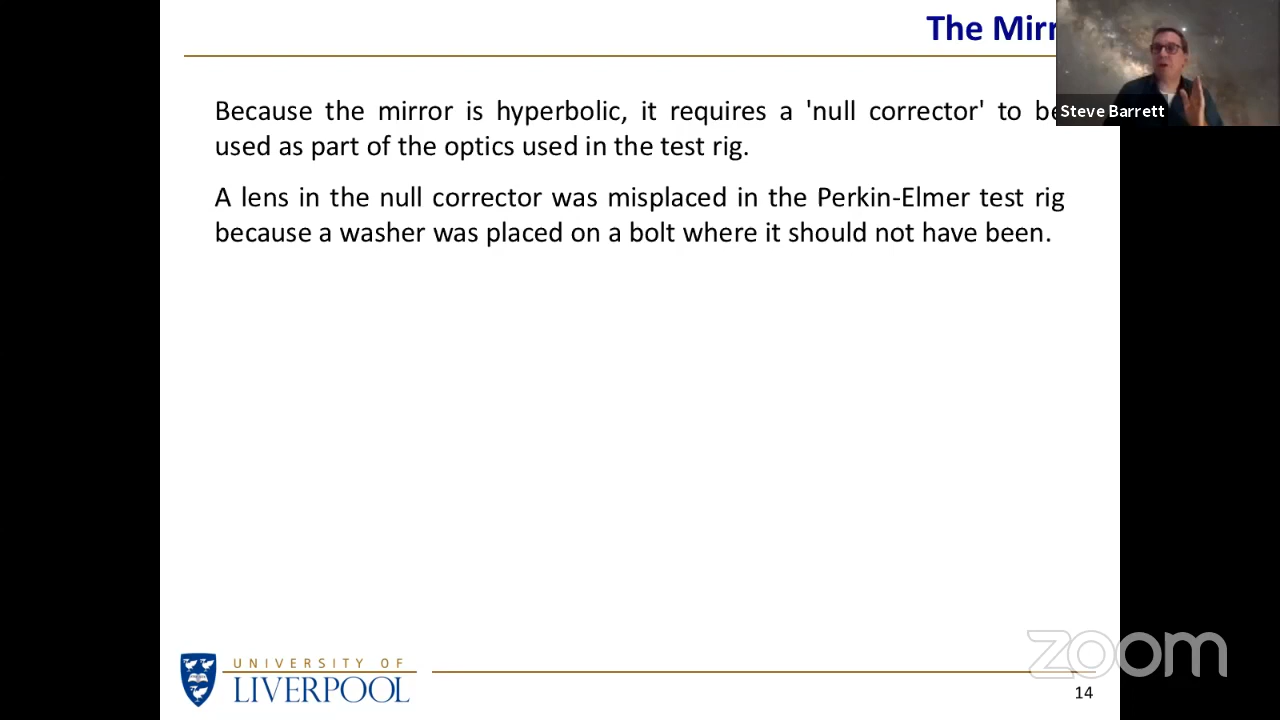 The Mirr
Steve Barrett
Because the mirror is hyperbolic, it requires a 'null corrector' to be
used as part of the optics used in the test rig.
A lens in the null corrector was misplaced in the Perkin-Elmer test rig
because a washer was placed on a bolt where it should not have been.
UNIVERSITY OF
LIVERPOOL
zoom
14